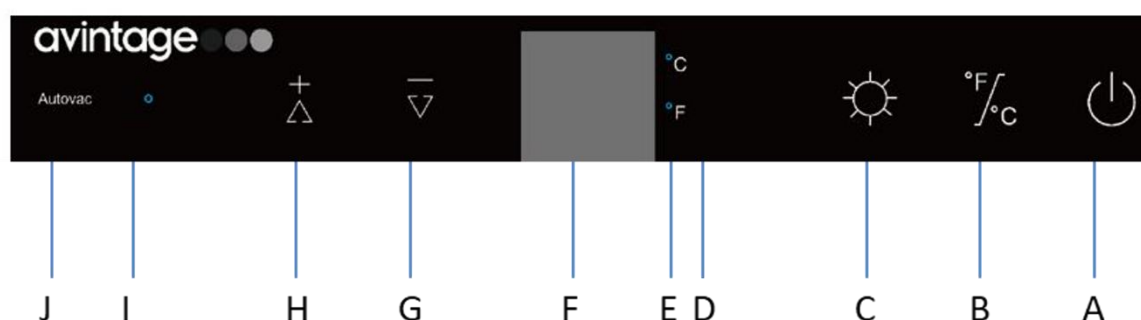 avintage
°C
Autovac + − °F °F/°C
J I H G F E D C B A